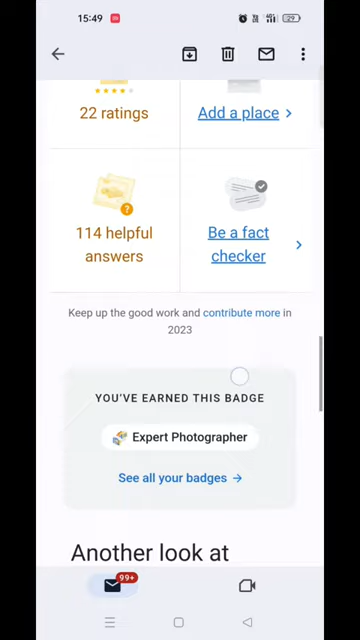 15:49
29
22 ratings
Add a place
114 helpful
answers
Be a fact
checker
Keep up the good work and contribute more in
2023
YOU'VE EARNED THIS BADGE
Expert Photographer
See all your badges →
Another look at
99+